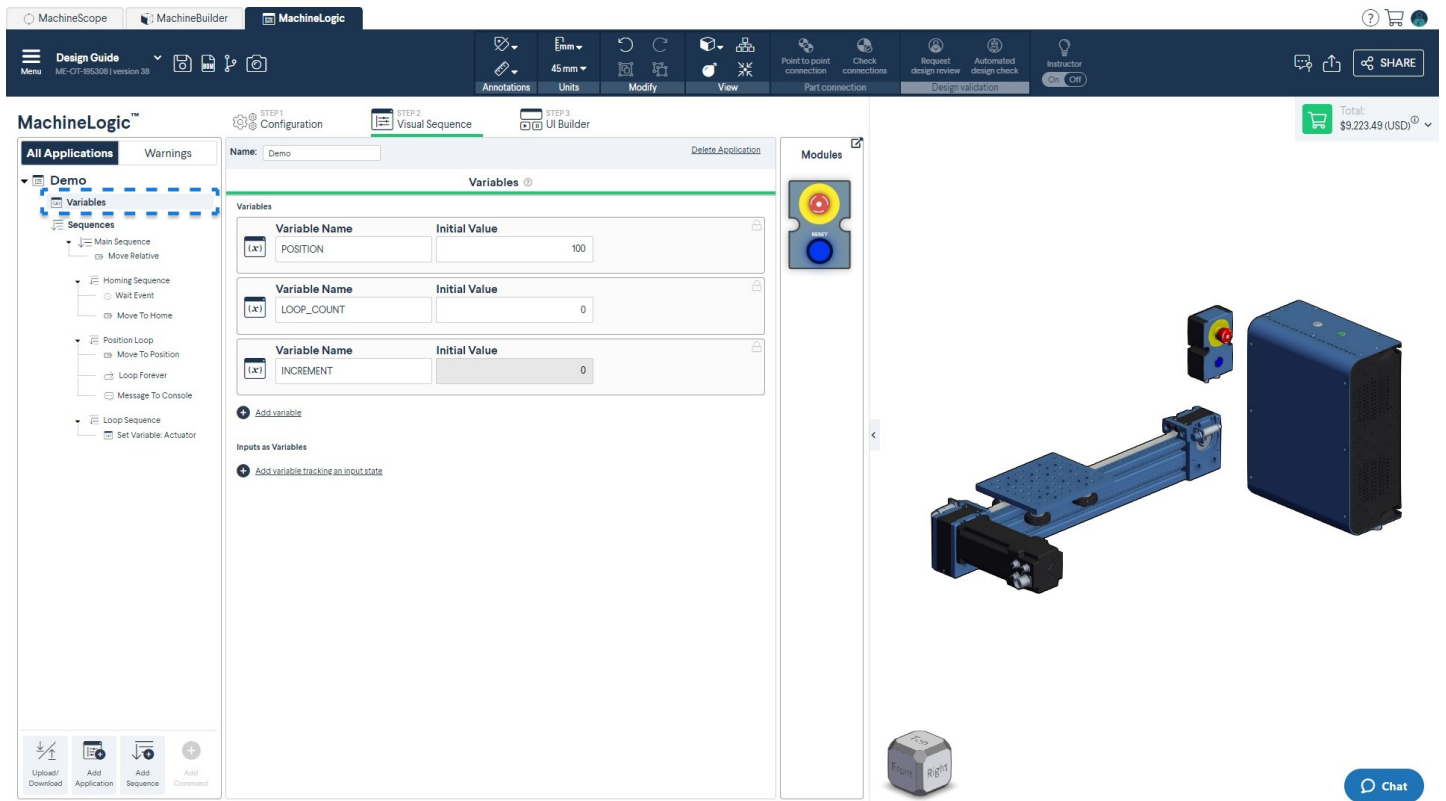 MachineScope
MachineBuilder
MachineLogic
Menu
Design Guide
ME-OT-195308 | version 38
BOM
mm
45 mm
Annotations
Units
Modify
View
Point to point connection
Check connections
Part connection
Request design review
Automated design check
Design validation
Instructor
On Off
SHARE
MachineLogic™
STEP 1
Configuration
STEP 2
Visual Sequence
STEP 3
UI Builder
Total:
$9,223.49 (USD)
All Applications
Warnings
Demo
Variables
Sequences
Main Sequence
Move Relative
Homing Sequence
Wait Event
Move To Home
Position Loop
Move To Position
Loop Forever
Message To Console
Loop Sequence
Set Variable: Actuator
Upload/
Download
Add
Application
Add
Sequence
Add
Command
Name: Demo
Delete Application
Variables
Variables
Variable Name Initial Value
(x) POSITION 100
Variable Name Initial Value
(x) LOOP_COUNT 0
Variable Name Initial Value
(x) INCREMENT 0
Add variable
Inputs as Variables
Add variable tracking an input state
Modules
RESET
Top
Front
Right
Chat